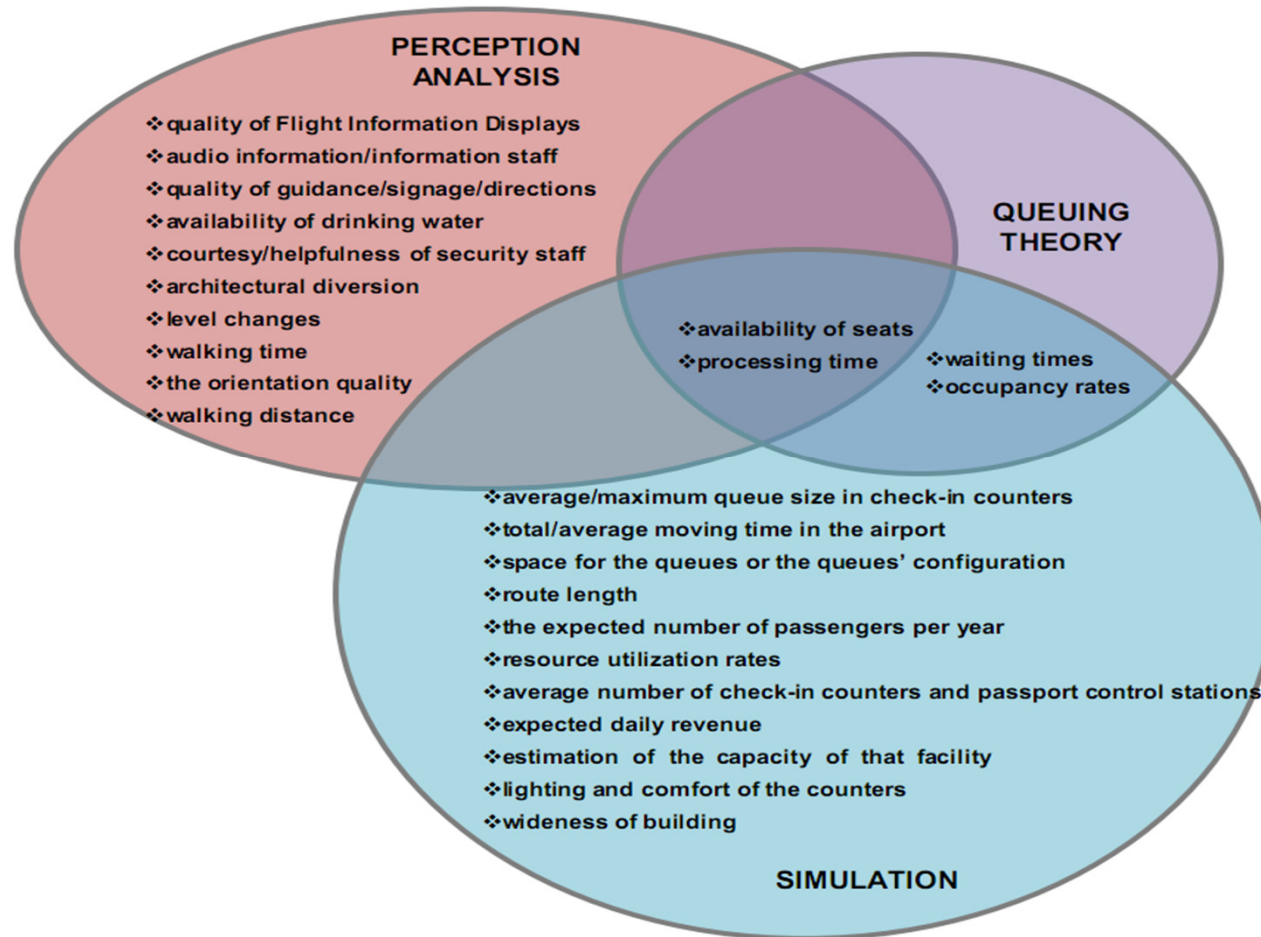 PERCEPTION
ANALYSIS
❖quality of Flight Information Displays
❖audio information/information staff
❖quality of guidance/signage/directions
❖availability of drinking water
❖courtesy/helpfulness of security staff
❖architectural diversion
❖level changes
❖walking time
❖the orientation quality
❖walking distance
QUEUING
THEORY
❖availability of seats
❖processing time
❖waiting times
❖occupancy rates
❖average/maximum queue size in check-in counters
❖total/average moving time in the airport
❖space for the queues or the queues’ configuration
❖route length
❖the expected number of passengers per year
❖resource utilization rates
❖average number of check-in counters and passport control stations
❖expected daily revenue
❖estimation of the capacity of that facility
❖lighting and comfort of the counters
❖wideness of building
SIMULATION